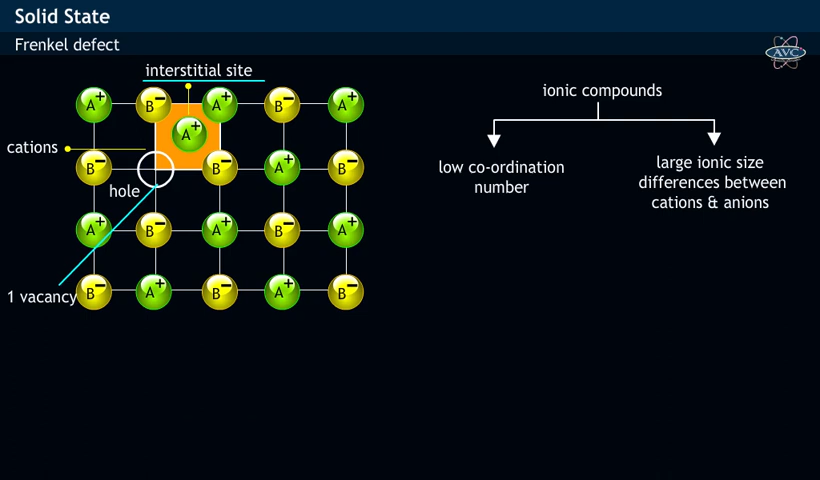 Solid State
Frenkel defect
AVC
interstitial site
A+ B- A+ B- A+
A+
cations
B- B- A+ B-
hole
A+ B- A+ B- A+
1 vacancy
B- A+ B- A+ B-
ionic compounds
low co-ordination
number
large ionic size
differences between
cations & anions